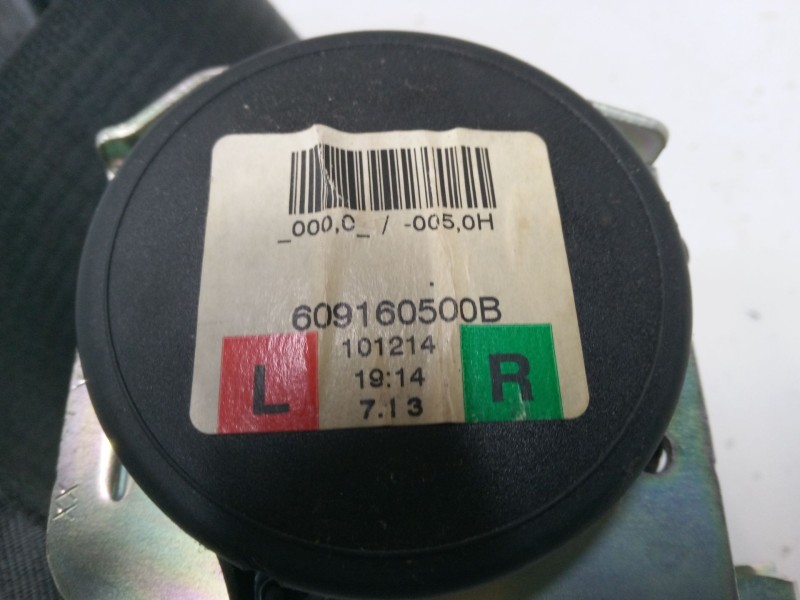 _000,0_ / -005,0H
609160500B
101214
19:14
7.13
L
R